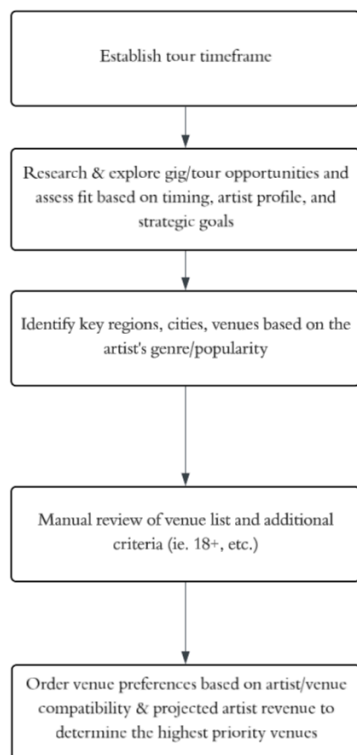 Establish tour timeframe
Research & explore gig/tour opportunities and
assess fit based on timing, artist profile, and
strategic goals
Identify key regions, cities, venues based on the
artist's genre/popularity
Manual review of venue list and additional
criteria (ie. 18+, etc.)
Order venue preferences based on artist/venue
compatibility & projected artist revenue to
determine the highest priority venues